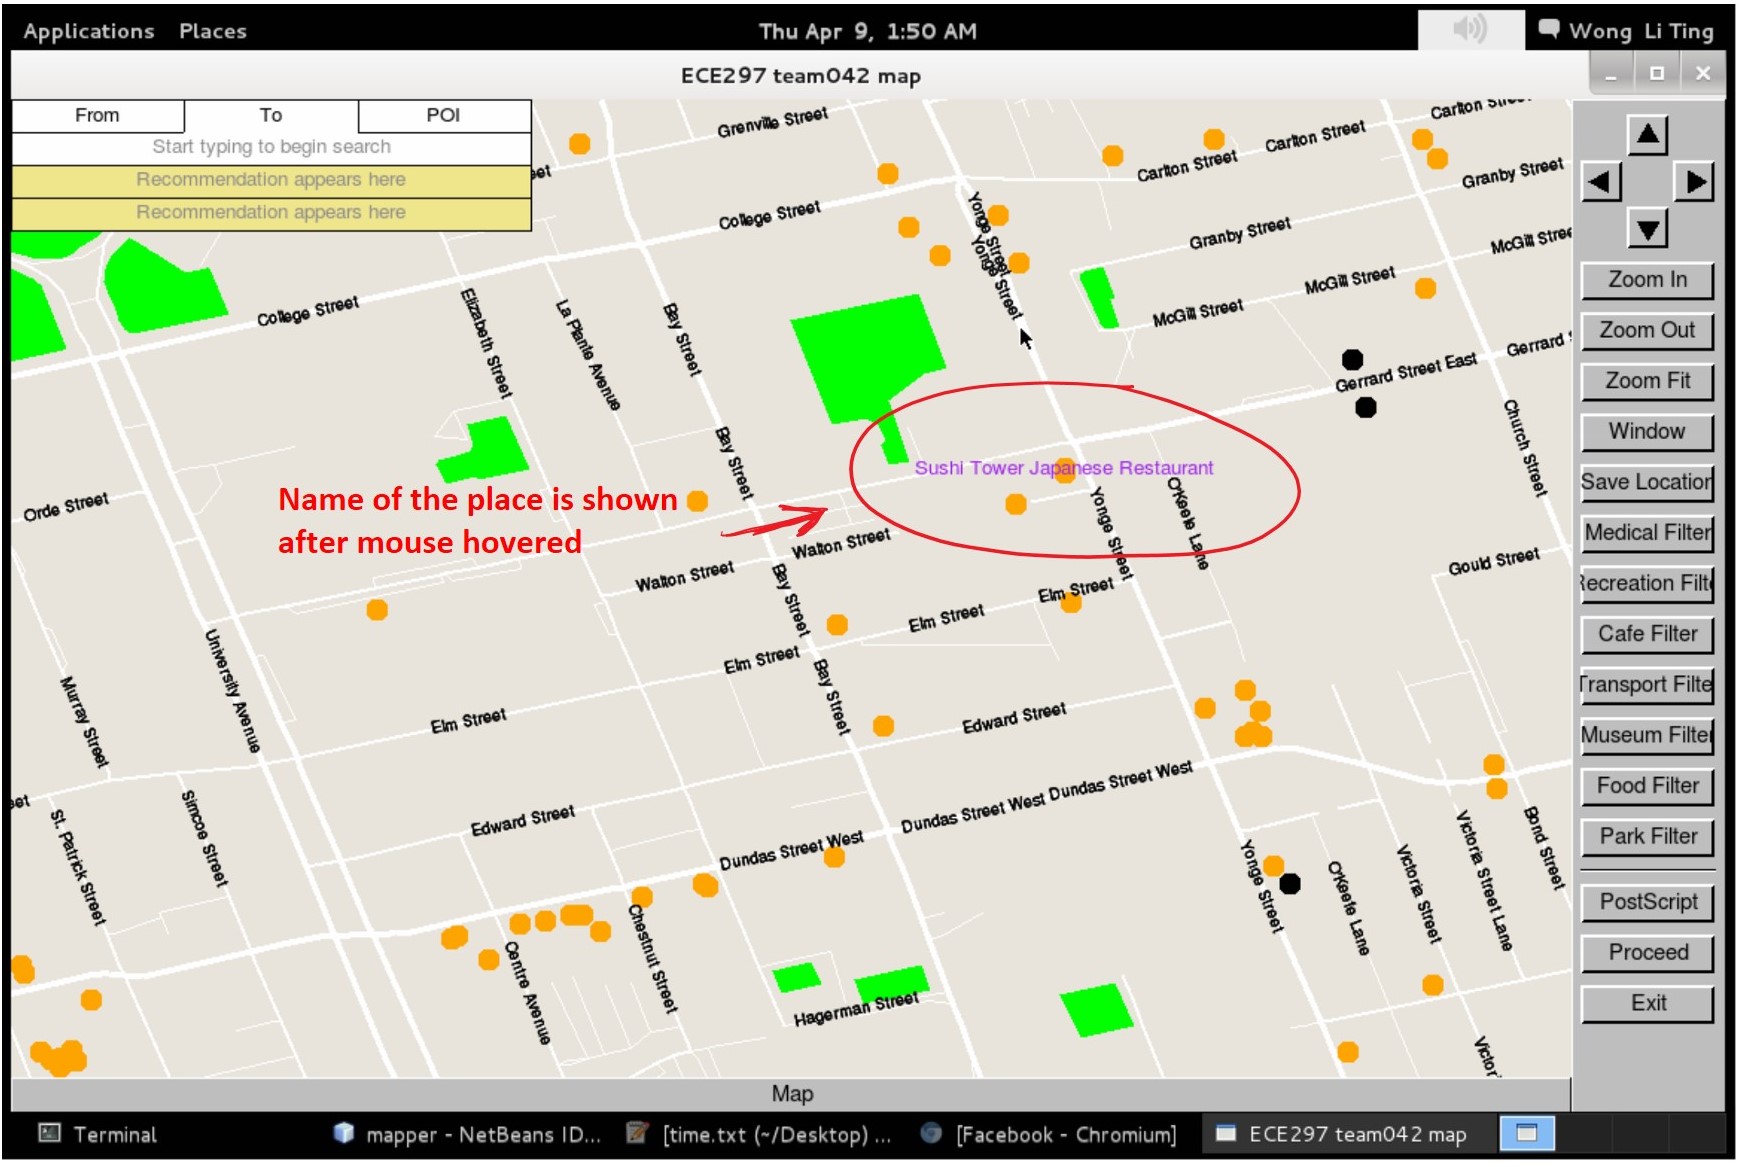 Applications Places Thu Apr 9, 1:50 AM Wong Li Ting
ECE297 team042 map
From To POI
Start typing to begin search
Recommendation appears here
Recommendation appears here
Grenville Street
Carlton Street
Carlton Street
Carlton Street
College Street
College Street
Granby Street
Granby Street
McGill Street
McGill Street
McGill Stree
Yonge Street
Yonge Street
Elizabeth Street
La Plante Avenue
Bay Street
Gerrard Street East
Gerrard
Church Street
Bay Street
Sushi Tower Japanese Restaurant
Name of the place is shown
after mouse hovered
Orde Street
Yonge Street
O'Keefe Lane
Walton Street
Walton Street
Gould Street
Bay Street
Elm Street
Elm Street
Elm Street
Elm Street
University Avenue
Murray Street
Bay Street
Edward Street
Edward Street
Dundas Street West
Dundas Street West
Dundas Street West
St. Patrick Street
Simcoe Street
Yonge Street
O'Keefe Lane
Victoria Street
Victoria Street Lane
Bond Street
Chestnut Street
Centre Avenue
Hagerman Street
Victor
Zoom In
Zoom Out
Zoom Fit
Window
Save Location
Medical Filter
Recreation Filt
Cafe Filter
Transport Filte
Museum Filter
Food Filter
Park Filter
PostScript
Proceed
Exit
Map
Terminal mapper - NetBeans ID... [time.txt (~/Desktop) ... [Facebook - Chromium] ECE297 team042 map